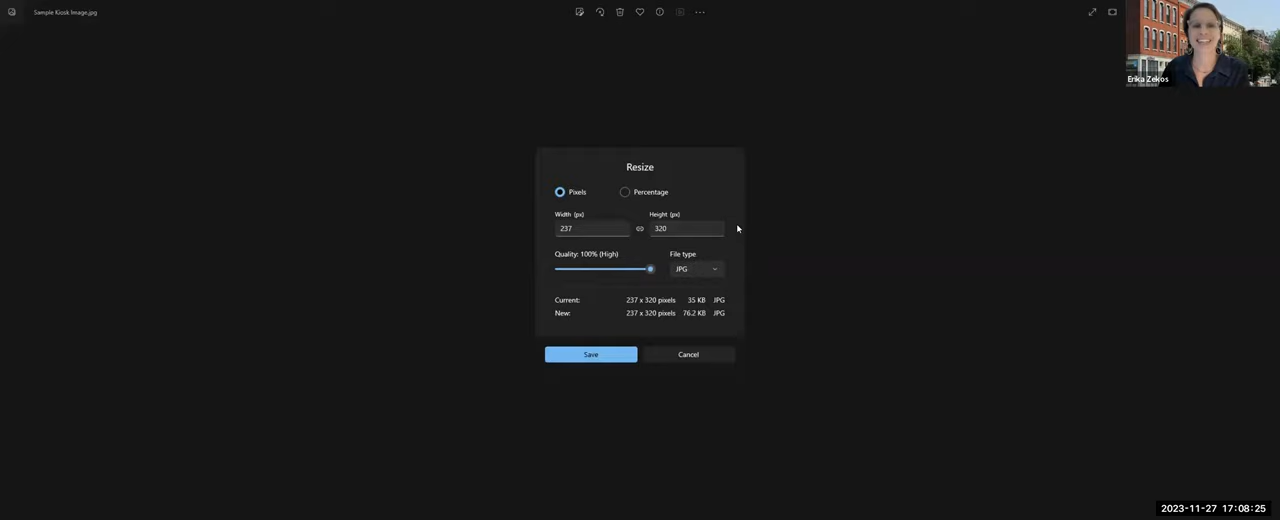 Sample Kiosk Image.jpg
Erika Zekos
Resize
Pixels Percentage
Width (px) Height (px)
237 320
Quality: 100% (High) File type
JPG
Current: 237 x 320 pixels 35 KB JPG
New: 237 x 320 pixels 76.2 KB JPG
Save Cancel
2023-11-27 17:08:25